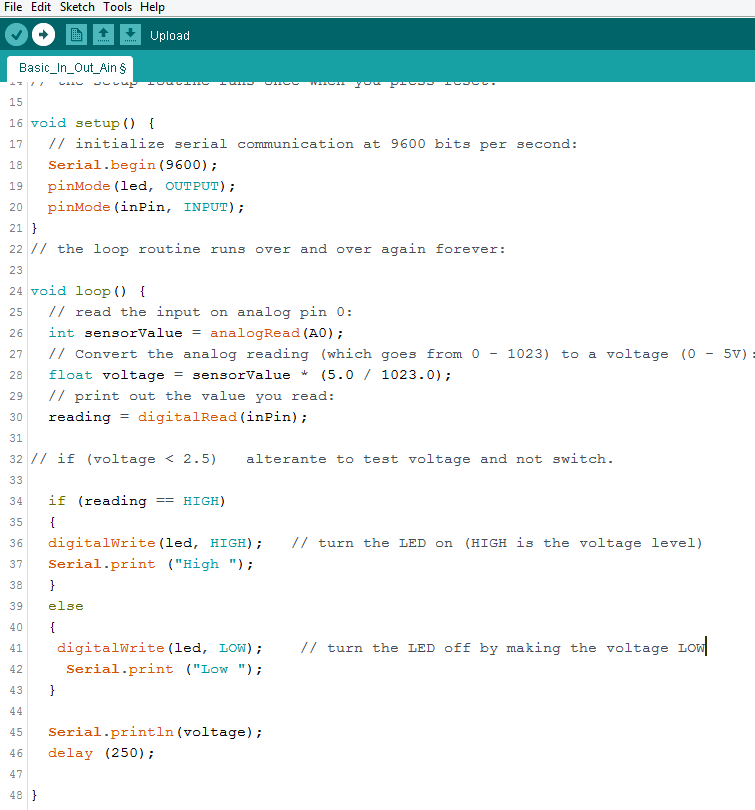 File Edit Sketch Tools Help
Upload
Basic_In_Out_Ain §
14 // the setup routine runs once when you press reset:
15
16 void setup() {
17   // initialize serial communication at 9600 bits per second:
18   Serial.begin(9600);
19   pinMode(led, OUTPUT);
20   pinMode(inPin, INPUT);
21 }
22 // the loop routine runs over and over again forever:
23
24 void loop() {
25   // read the input on analog pin 0:
26   int sensorValue = analogRead(A0);
27   // Convert the analog reading (which goes from 0 - 1023) to a voltage (0 - 5V):
28   float voltage = sensorValue * (5.0 / 1023.0);
29   // print out the value you read:
30   reading = digitalRead(inPin);
31
32 // if (voltage < 2.5)   alterante to test voltage and not switch.
33
34   if (reading == HIGH)
35   {
36   digitalWrite(led, HIGH);   // turn the LED on (HIGH is the voltage level)
37   Serial.print ("High ");
38   }
39   else
40   {
41    digitalWrite(led, LOW);    // turn the LED off by making the voltage LOW
42     Serial.print ("Low ");
43   }
44
45   Serial.println(voltage);
46   delay (250);
47
48 }